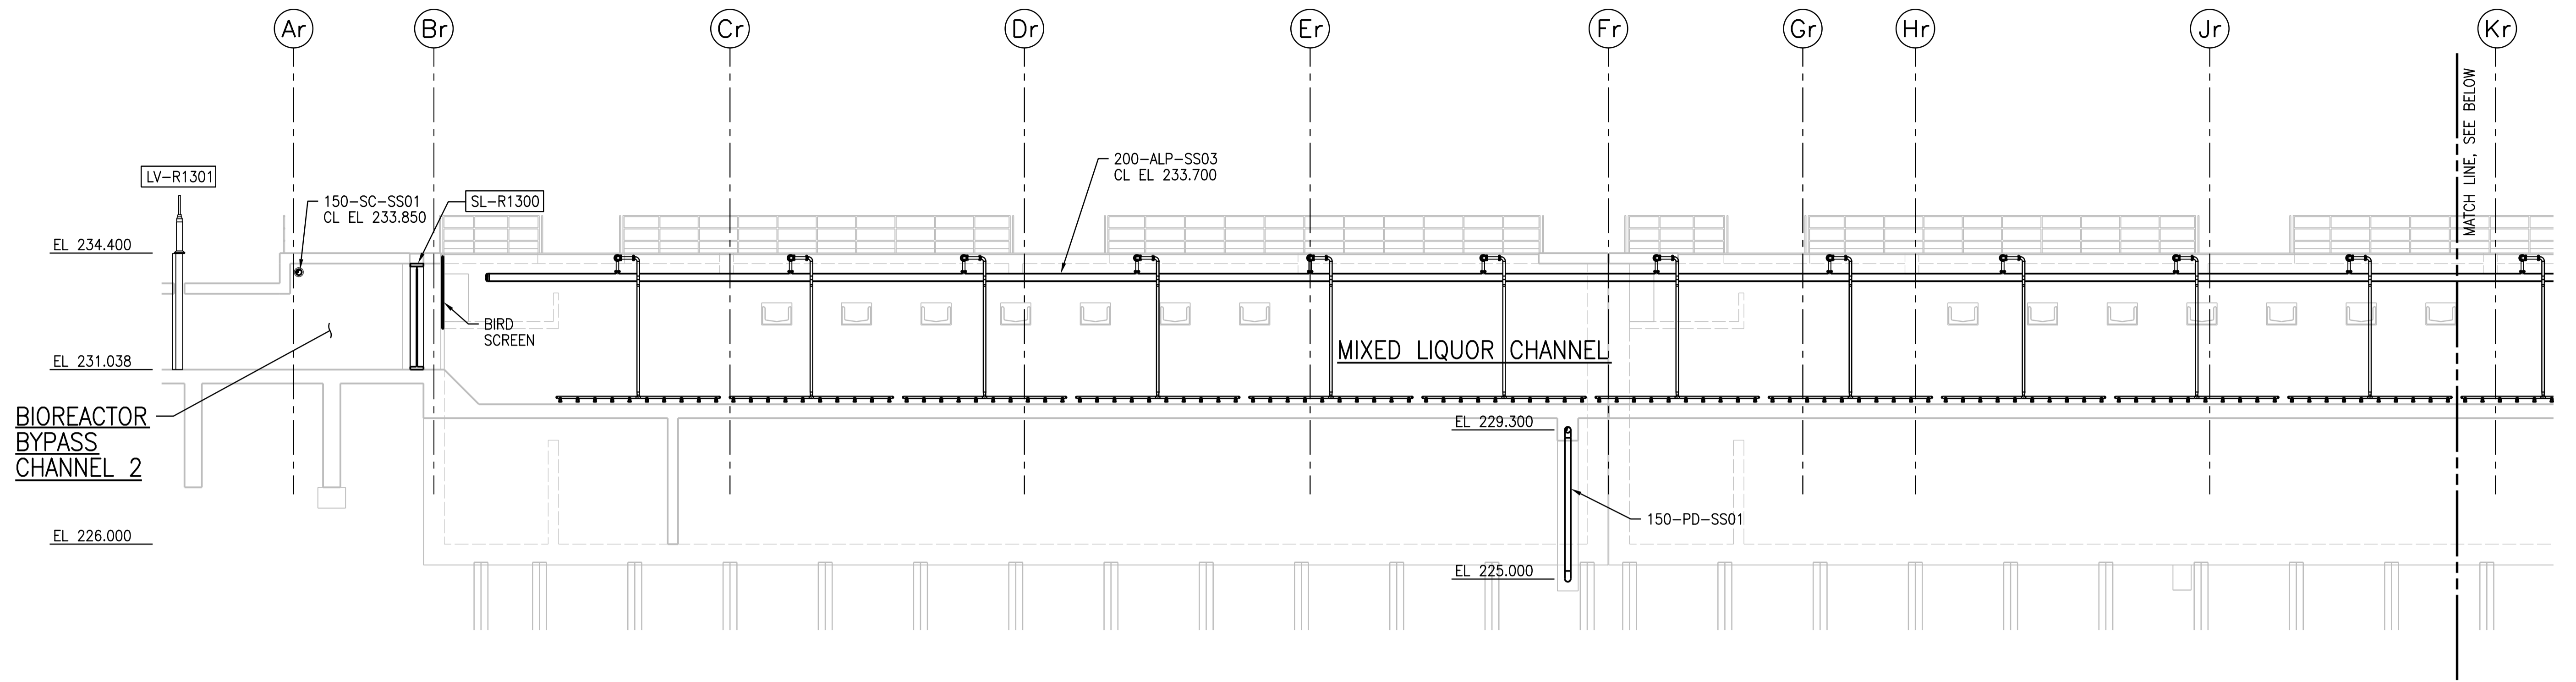 Ar
Br
Cr
Dr
Er
Fr
Gr
Hr
Jr
Kr
MATCH LINE, SEE BELOW
200-ALP-SS03
CL EL 233.700
LV-R1301
150-SC-SS01
CL EL 233.850
SL-R1300
EL 234.400
BIRD
SCREEN
MIXED LIQUOR CHANNEL
EL 231.038
BIOREACTOR
BYPASS
CHANNEL 2
EL 229.300
EL 226.000
150-PD-SS01
EL 225.000